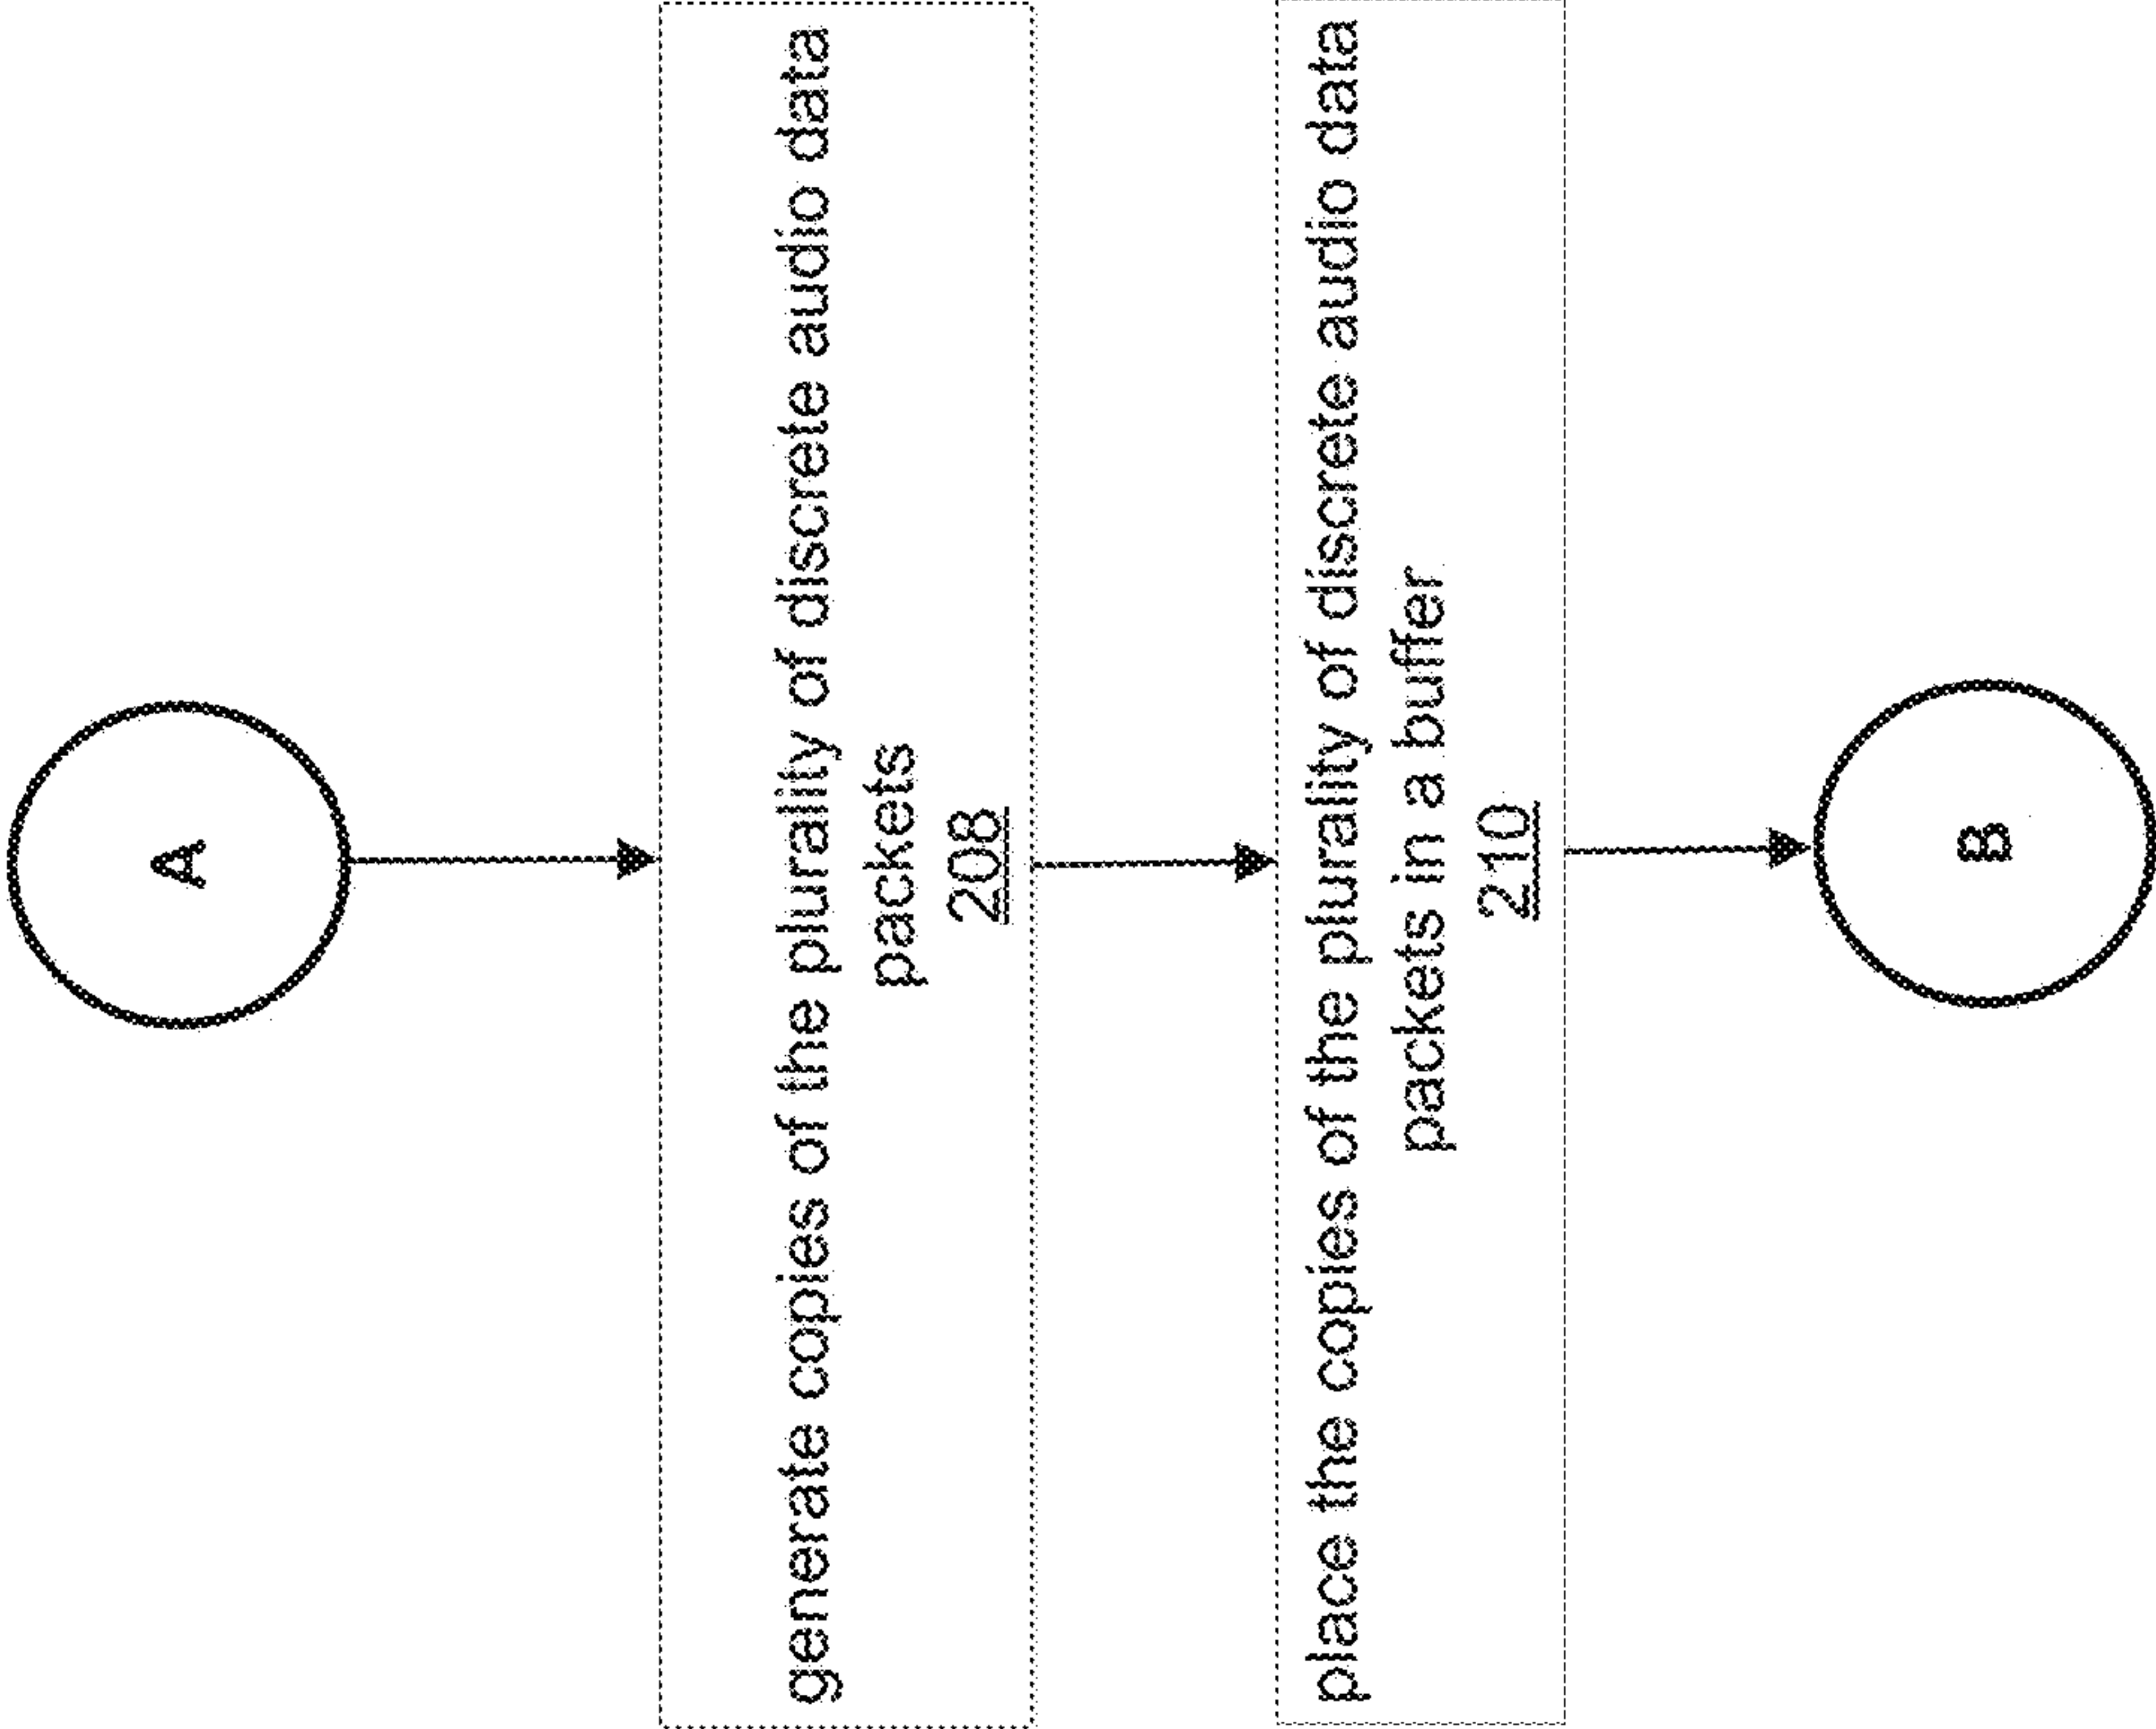 A
generate copies of the plurality of discrete audio data
packets
208
place the copies of the plurality of discrete audio data
packets in a buffer
210
B